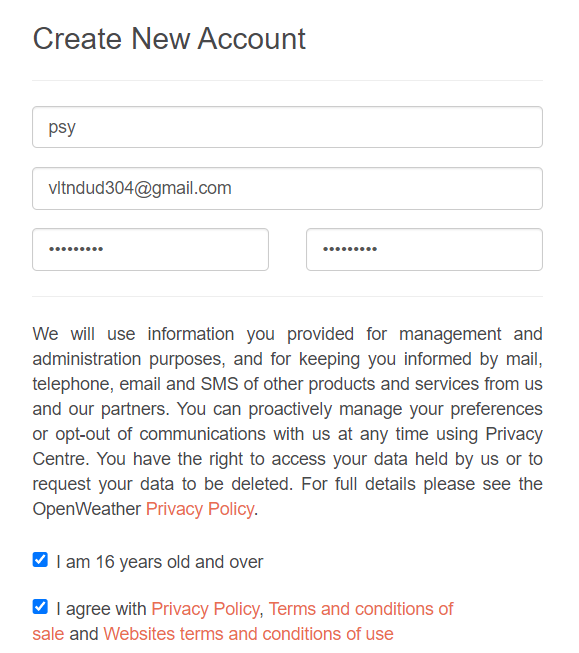 Create New Account
psy
vltndud304@gmail.com
••••••••• •••••••••
We will use information you provided for management and
administration purposes, and for keeping you informed by mail,
telephone, email and SMS of other products and services from us
and our partners. You can proactively manage your preferences
or opt-out of communications with us at any time using Privacy
Centre. You have the right to access your data held by us or to
request your data to be deleted. For full details please see the
OpenWeather Privacy Policy.
I am 16 years old and over
I agree with Privacy Policy, Terms and conditions of
sale and Websites terms and conditions of use